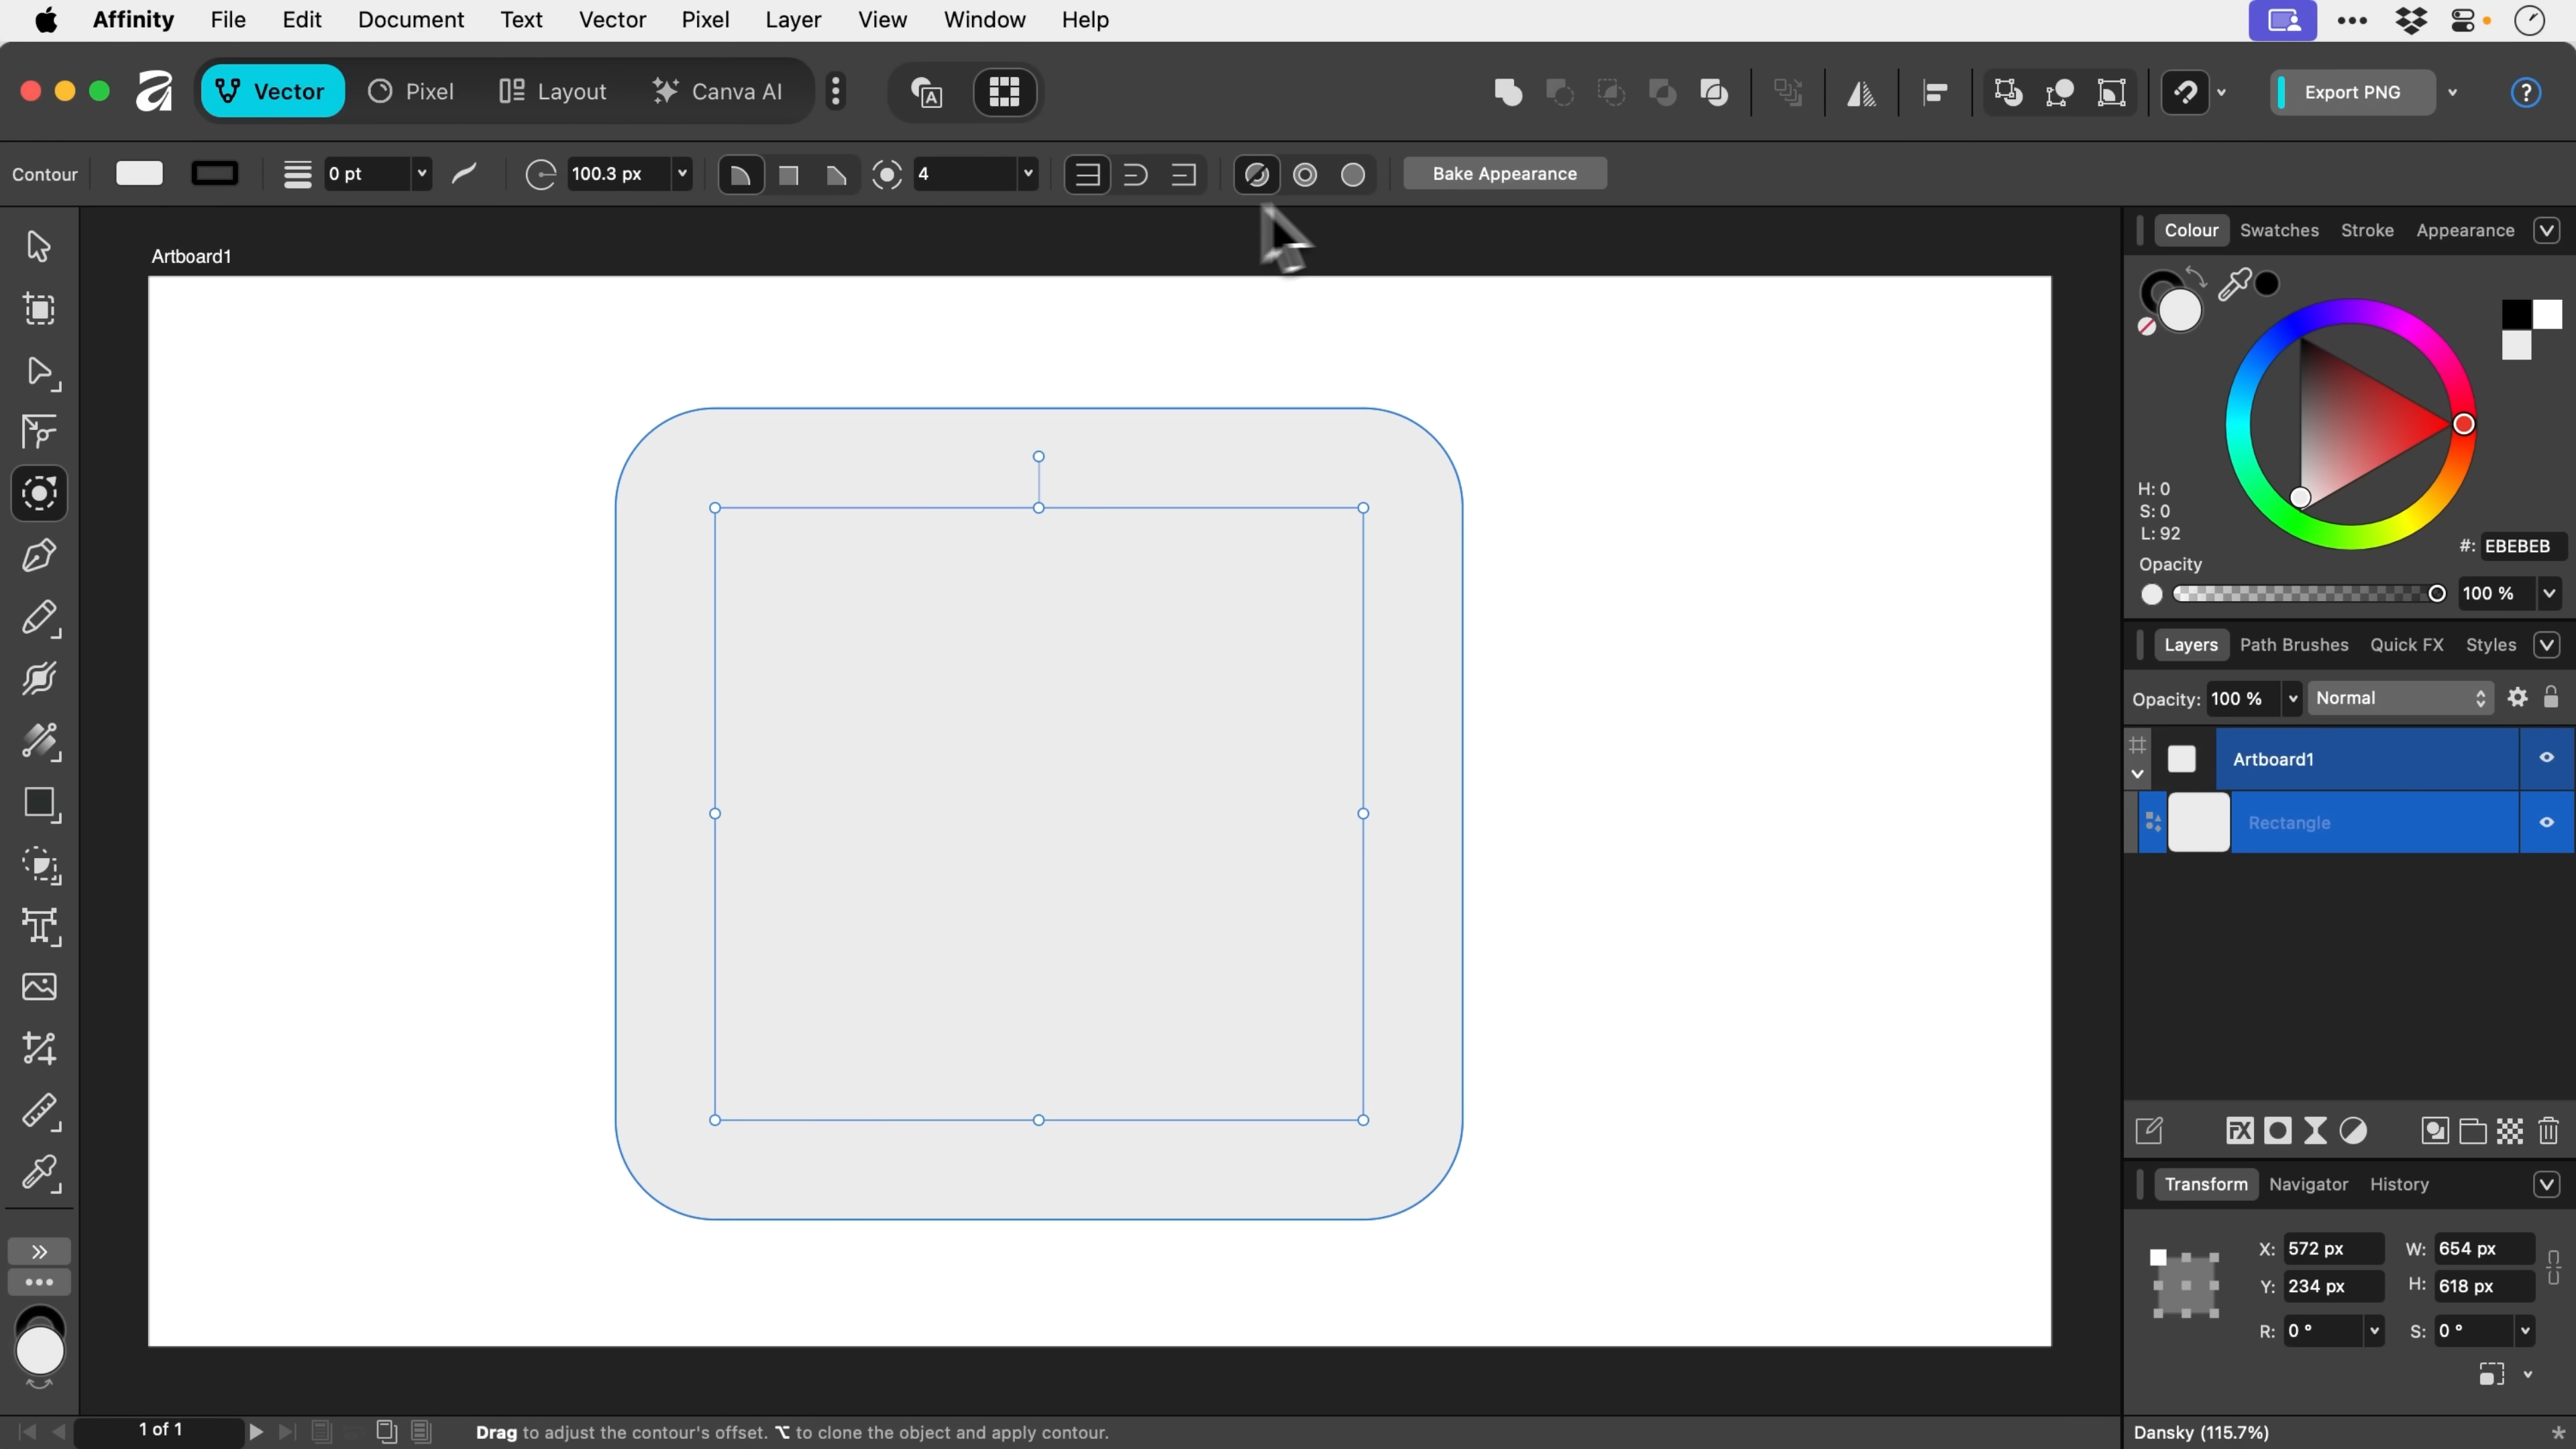 Affinity File Edit Document Text Vector Pixel Layer View Window Help
Vector Pixel Layout Canva AI Export PNG
Contour 0 pt 100.3 px 4 Bake Appearance
Artboard1
Colour Swatches Stroke Appearance
H: 0
S: 0
L: 92
#: EBEBEB
Opacity
100 %
Layers Path Brushes Quick FX Styles
Opacity: 100 % Normal
Artboard1
Rectangle
Transform Navigator History
X: 572 px W: 654 px
Y: 234 px H: 618 px
R: 0 ° S: 0 °
1 of 1 Drag to adjust the contour's offset. ⌥ to clone the object and apply contour. Dansky (115.7%)